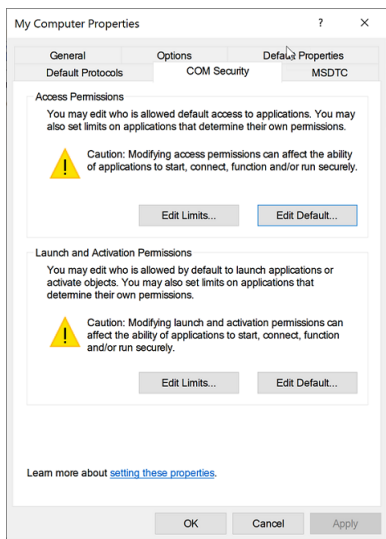 My Computer Properties ? ×
General Options Default Properties
Default Protocols COM Security MSDTC
Access Permissions
You may edit who is allowed default access to applications. You may
also set limits on applications that determine their own permissions.
Caution: Modifying access permissions can affect the ability
of applications to start, connect, function and/or run securely.
Edit Limits... Edit Default...
Launch and Activation Permissions
You may edit who is allowed by default to launch applications or
activate objects. You may also set limits on applications that
determine their own permissions.
Caution: Modifying launch and activation permissions can
affect the ability of applications to start, connect, function
and/or run securely.
Edit Limits... Edit Default...
Learn more about setting these properties.
OK Cancel Apply